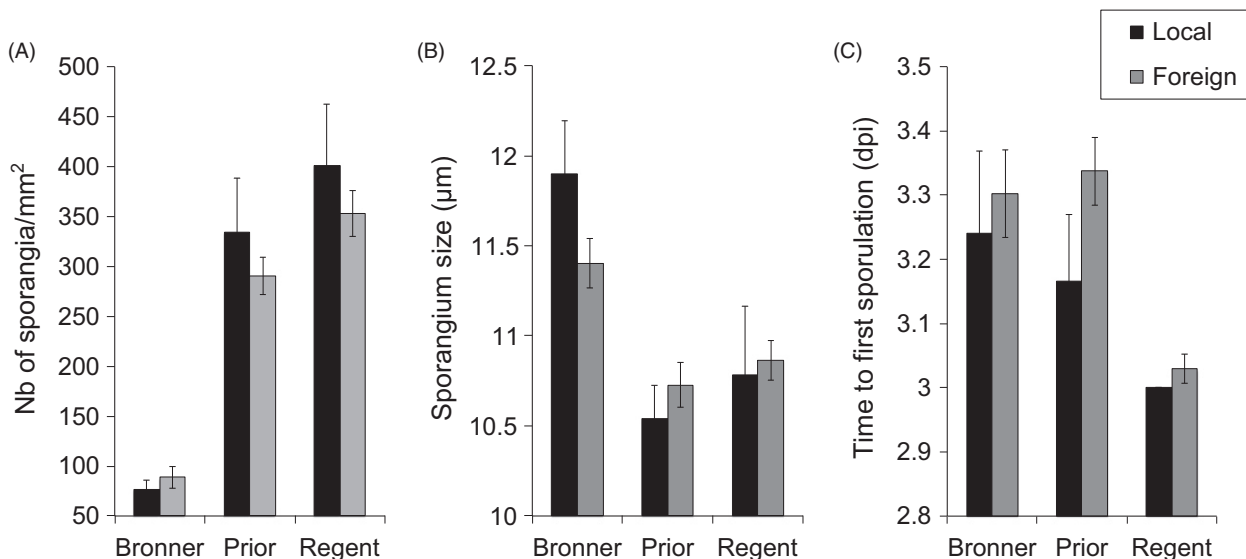 (A)
Nb of sporangia/mm²
500
450
400
350
300
250
200
150
100
50
Bronner Prior Regent
(B)
Sporangium size (µm)
12.5
12
11.5
11
10.5
10
Bronner Prior Regent
(C)
Time to first sporulation (dpi)
3.5
3.4
3.3
3.2
3.1
3
2.9
2.8
Bronner Prior Regent
Local
Foreign